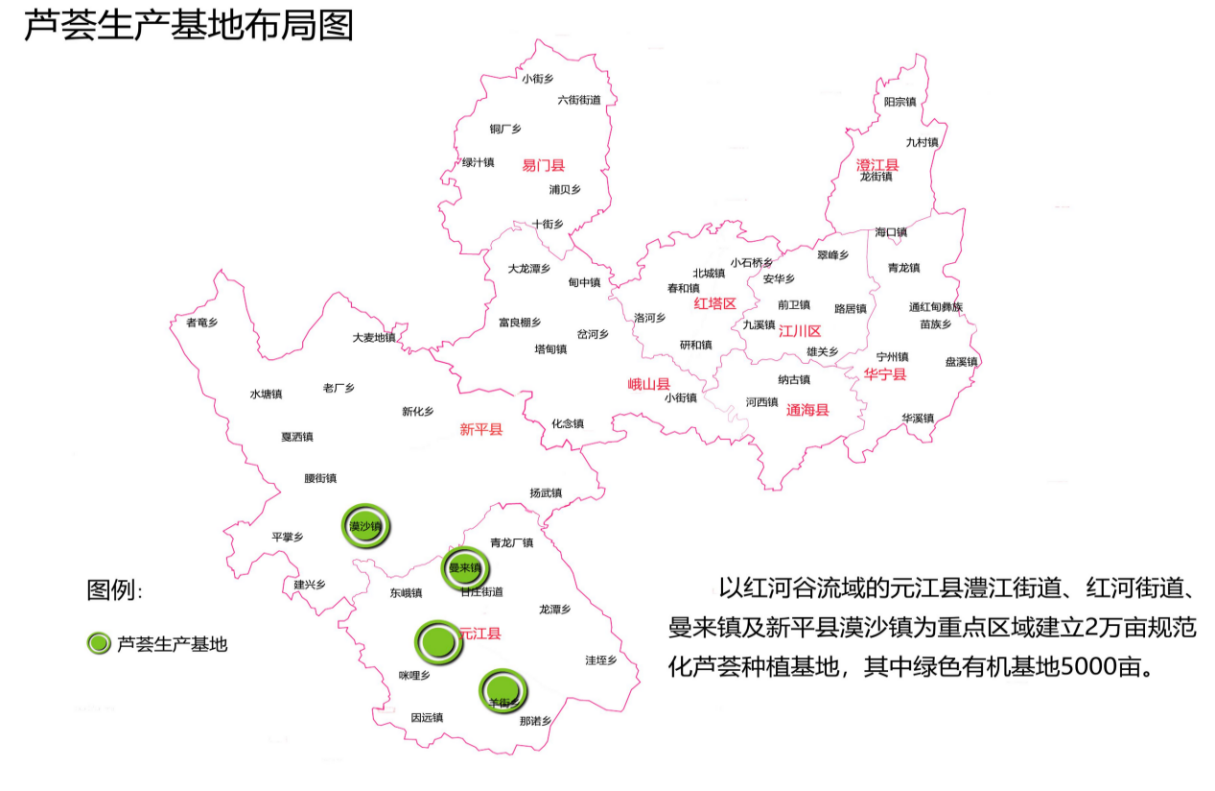 芦荟生产基地布局图
小街乡
六街街道
铜厂乡
绿汁镇
易门县
浦贝乡
十街乡
阳宗镇
九村镇
澄江县
龙街镇
海口镇
大龙潭乡
甸中镇
富良棚乡
岔河乡
塔甸镇
峨山县
小街镇
化念镇
小石桥乡
北城镇
春和镇
红塔区
洛河乡
研和镇
翠峰乡
安华乡
前卫镇
路居镇
九溪镇
江川区
雄关乡
青龙镇
通红甸彝族
苗族乡
宁州镇
盘溪镇
华宁县
华溪镇
纳古镇
河西镇
通海县
者竜乡
大麦地镇
水塘镇
老厂乡
新化乡
新平县
戛洒镇
腰街镇
扬武镇
漠沙镇
平掌乡
建兴乡
青龙厂镇
曼来镇
甘庄街道
东峨镇
龙潭乡
元江县
洼垤乡
咪哩乡
羊街乡
因远镇
那诺乡
图例:
芦荟生产基地
以红河谷流域的元江县澧江街道、红河街道、
曼来镇及新平县漠沙镇为重点区域建立2万亩规范
化芦荟种植基地，其中绿色有机基地5000亩。